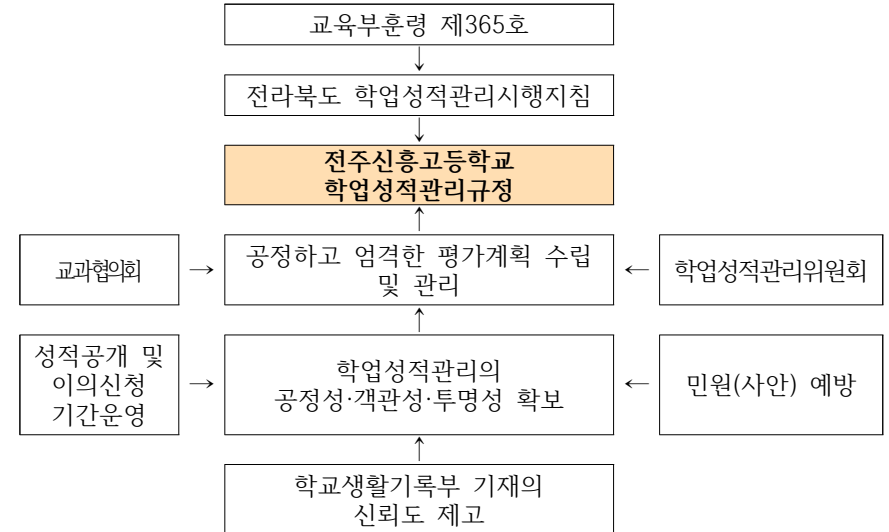 교육부훈령 제365호
↓
전라북도 학업성적관리시행지침
↓
전주신흥고등학교
학업성적관리규정
↑
교과협의회
→
공정하고 엄격한 평가계획 수립
및 관리
←
학업성적관리위원회
↑
성적공개 및
이의신청
기간운영
→
학업성적관리의
공정성·객관성·투명성 확보
←
민원(사안) 예방
↑
학교생활기록부 기재의
신뢰도 제고